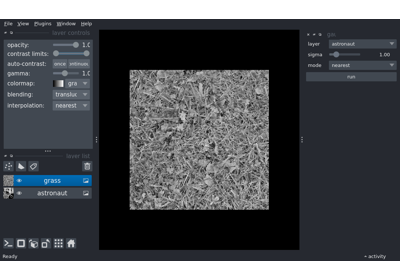 File View Plugins Window Help
layer controls
opacity: 1.0
contrast limits:
auto-contrast: once continuous
gamma: 1.0
colormap: gra
blending: translu
interpolation: nearest
layer list
grass
astronaut
Ready
layer astronaut
sigma 1.00
mode nearest
run
activity